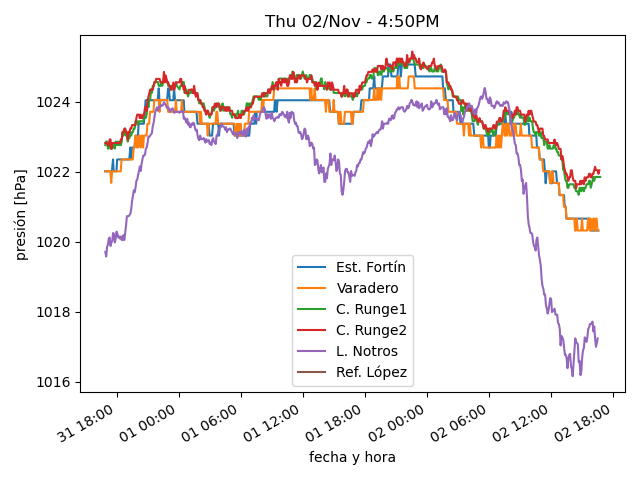 Thu 02/Nov - 4:50PM
presión [hPa]
1024
1022
1020
1018
1016
Est. Fortín
Varadero
C. Runge1
C. Runge2
L. Notros
Ref. López
31 18:00
01 00:00
01 06:00
01 12:00
01 18:00
02 00:00
02 06:00
02 12:00
02 18:00
fecha y hora